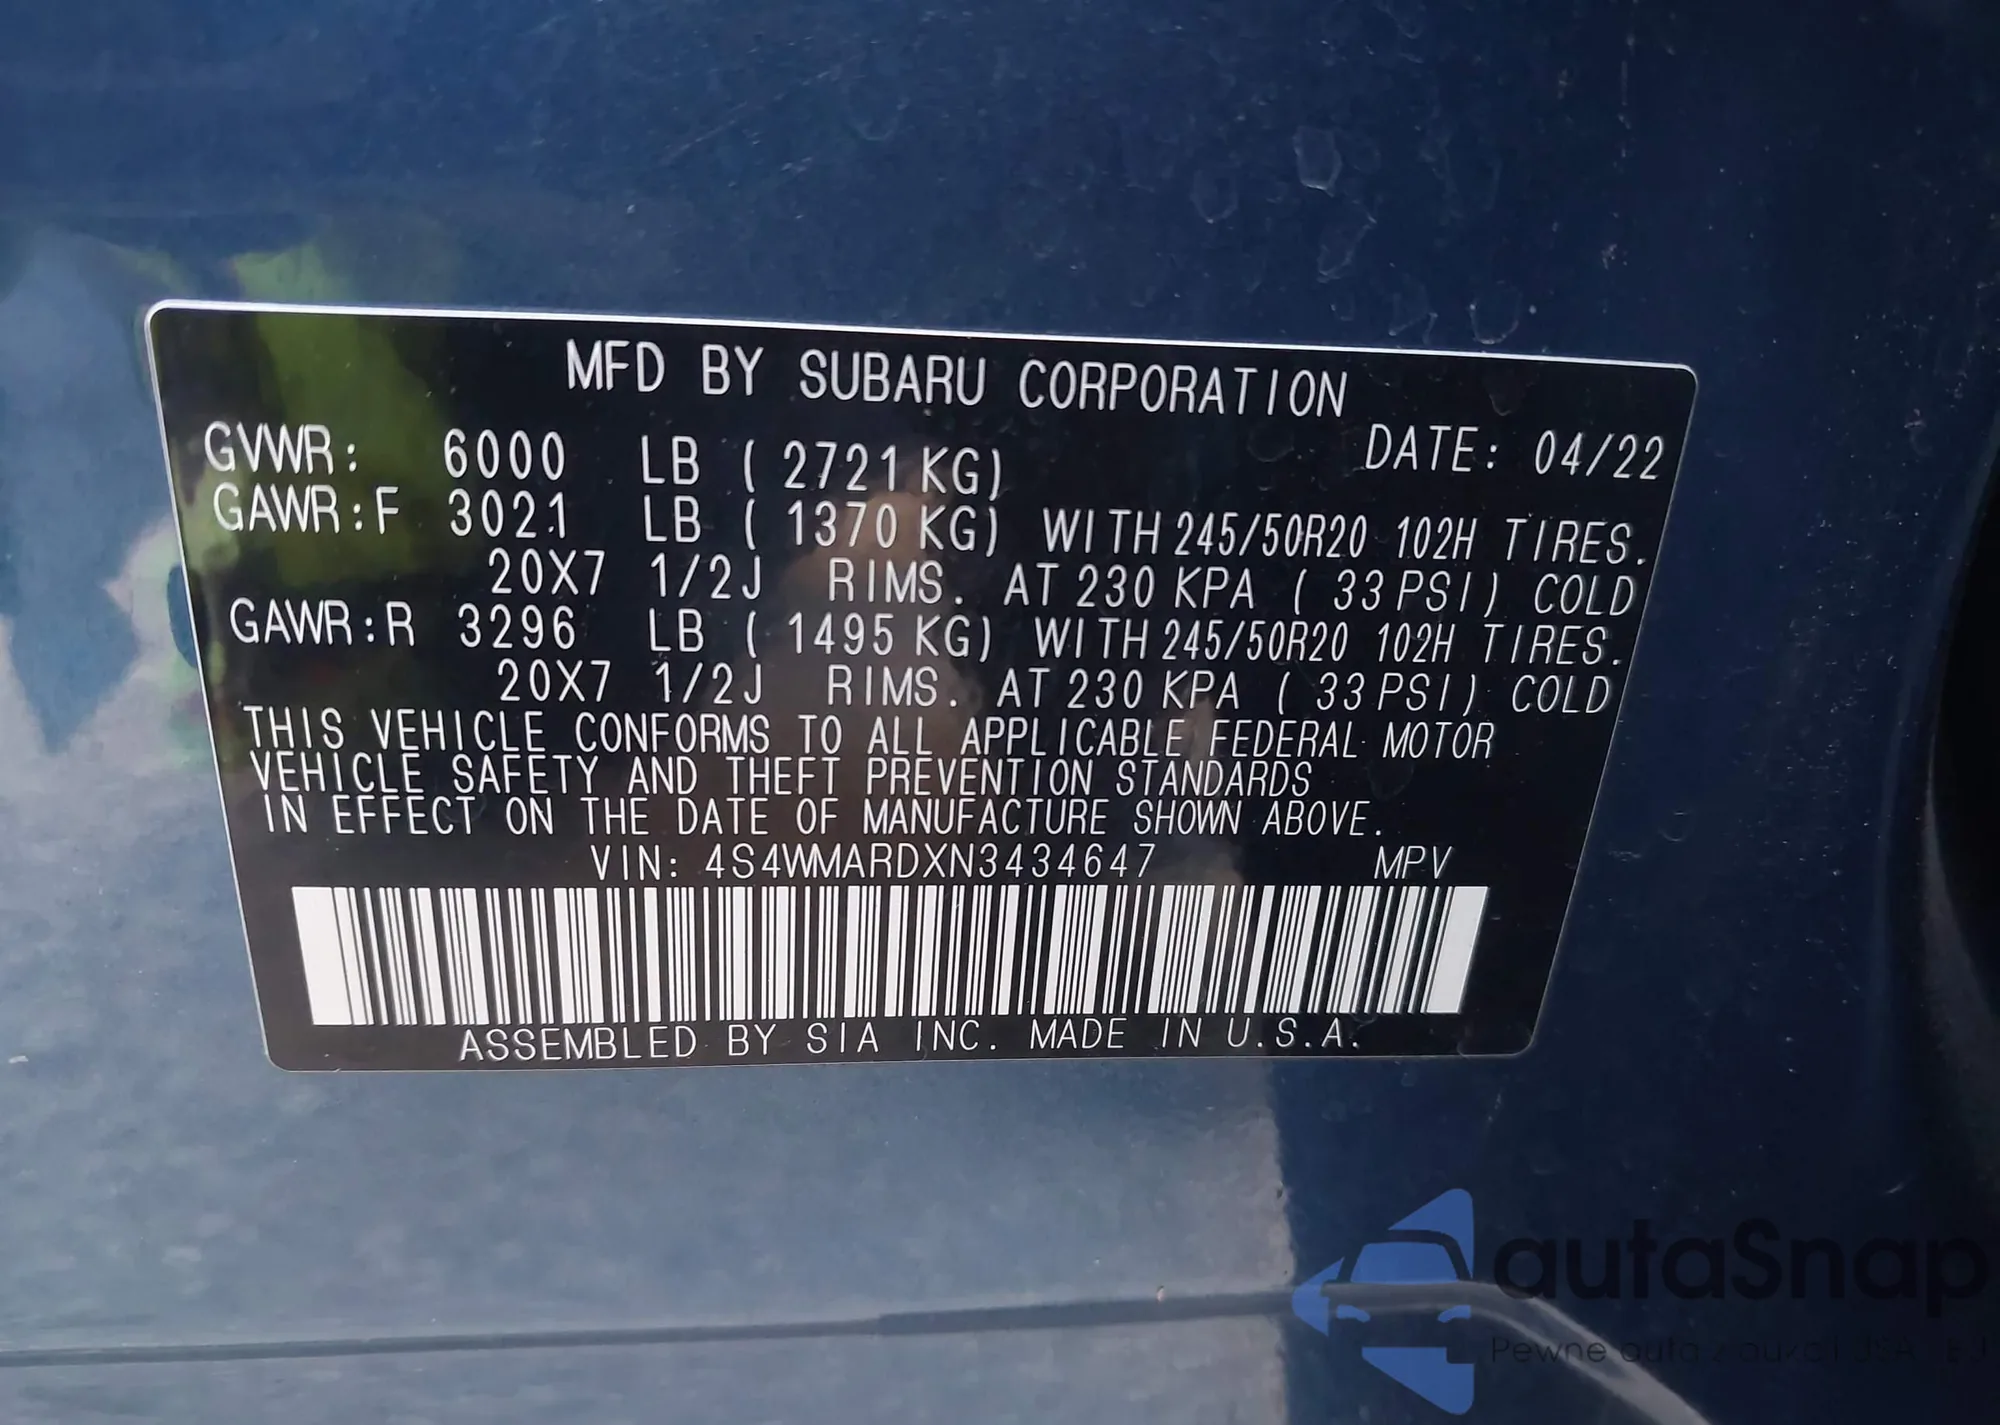 MFD BY SUBARU CORPORATION
GVWR: 6000 LB ( 2721 KG) DATE: 04/22
GAWR:F 3021 LB ( 1370 KG) WITH 245/50R20 102H TIRES.
20X7 1/2J RIMS. AT 230 KPA ( 33 PSI) COLD
GAWR:R 3296 LB ( 1495 KG) WITH 245/50R20 102H TIRES.
20X7 1/2J RIMS. AT 230 KPA ( 33 PSI) COLD
THIS VEHICLE CONFORMS TO ALL APPLICABLE FEDERAL MOTOR
VEHICLE SAFETY AND THEFT PREVENTION STANDARDS
IN EFFECT ON THE DATE OF MANUFACTURE SHOWN ABOVE.
VIN: 4S4WMARDXN3434647 MPV
ASSEMBLED BY SIA INC. MADE IN U.S.A.
autaSnap
Pewne auta z aukcji USA